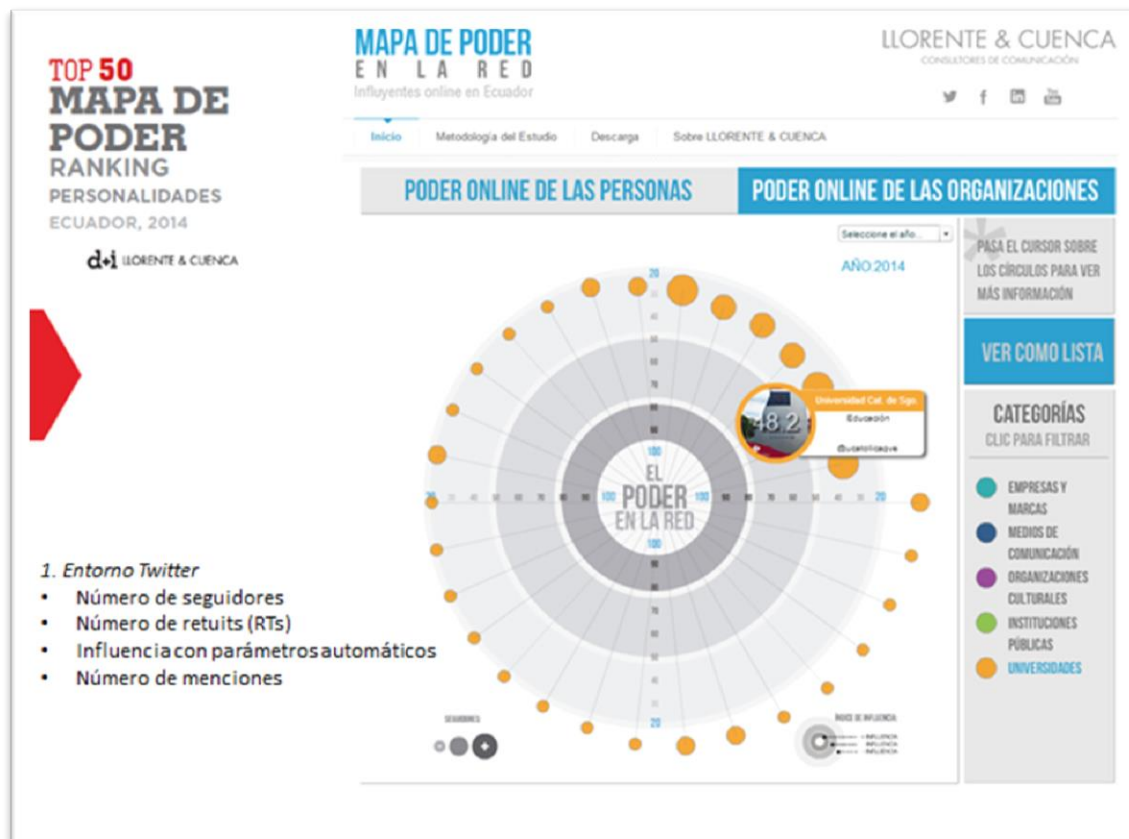 TOP 50
MAPA DE
PODER
RANKING
PERSONALIDADES
ECUADOR, 2014
d+i LLORENTE & CUENCA
MAPA DE PODER
EN LA RED
Influyentes online en Ecuador
LLORENTE & CUENCA
CONSULTORES DE COMUNICACIÓN
Inicio Metodología del Estudio Descarga Sobre LLORENTE & CUENCA
PODER ONLINE DE LAS PERSONAS
PODER ONLINE DE LAS ORGANIZACIONES
Seleccione el año...
AÑO:2014
PASA EL CURSOR SOBRE
LOS CÍRCULOS PARA VER
MÁS INFORMACIÓN
VER COMO LISTA
CATEGORÍAS
CLIC PARA FILTRAR
EMPRESAS Y
MARCAS
MEDIOS DE
COMUNICACIÓN
ORGANIZACIONES
CULTURALES
INSTITUCIONES
PÚBLICAS
UNIVERSIDADES
20
48.2
Universidad Cat. de Sgo.
Educación
100
EL
PODER
EN LA RED
100
100
100
20
20
SEGUIDORES
ÍNDICE DE INFLUENCIA
1. Entorno Twitter
• Número de seguidores
• Número de retuits (RTs)
• Influencia con parámetros automáticos
• Número de menciones